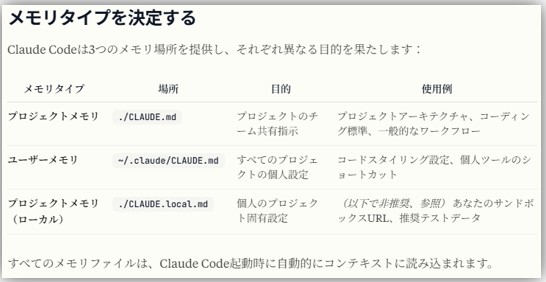 メモリタイプを決定する
Claude Codeは3つのメモリ場所を提供し、それぞれ異なる目的を果たします：
メモリタイプ 場所 目的 使用例
プロジェクトメモリ ./CLAUDE.md プロジェクトのチ プロジェクトアーキテクチャ、コーディン
ーム共有指示 グ標準、一般的なワークフロー
ユーザーメモリ ~/.claude/CLAUDE.md すべてのプロジェ コードスタイリング設定、個人ツールのシ
クトの個人設定 ョートカット
プロジェクトメモリ ./CLAUDE.local.md 個人のプロジェク （以下で非推奨、参照） あなたのサンドボ
（ローカル） ト固有設定 ックスURL、推奨テストデータ
すべてのメモリファイルは、Claude Code起動時に自動的にコンテキストに読み込まれます。